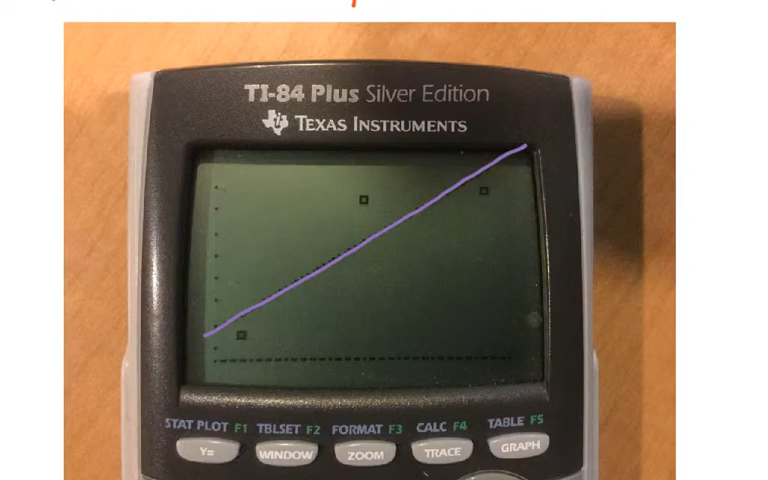 TI-84 Plus Silver Edition
TEXAS INSTRUMENTS
STAT PLOT F1 TBLSET F2 FORMAT F3 CALC F4 TABLE F5
Y= WINDOW ZOOM TRACE GRAPH